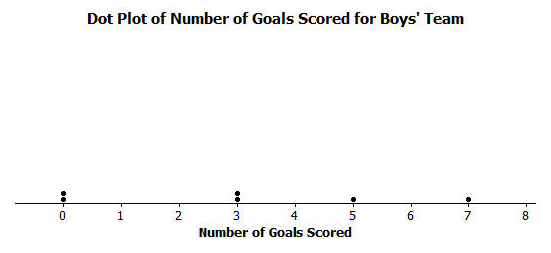 Dot Plot of Number of Goals Scored for Boys' Team
0 1 2 3 4 5 6 7 8
Number of Goals Scored